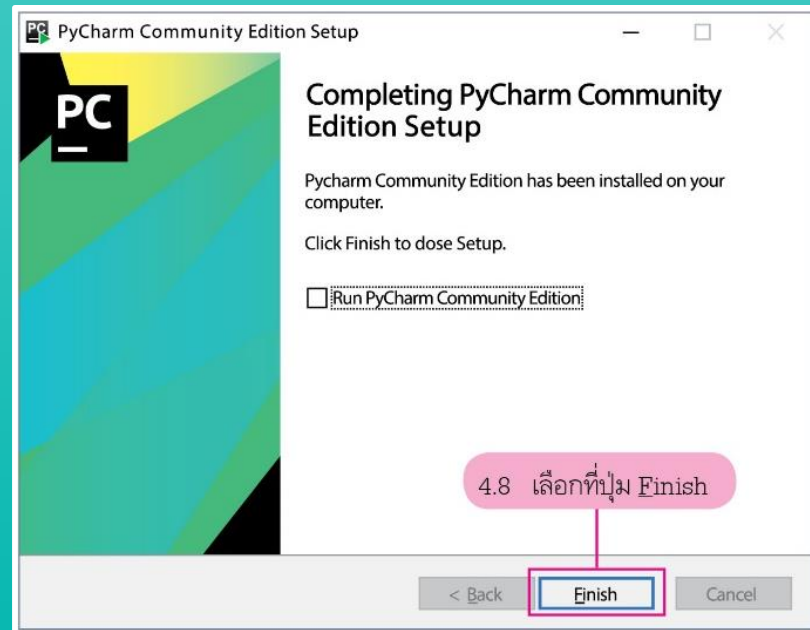 PC PyCharm Community Edition Setup
PC
Completing PyCharm Community
Edition Setup
Pycharm Community Edition has been installed on your
computer.
Click Finish to dose Setup.
Run PyCharm Community Edition
4.8 เลือกที่ปุ่ม Finish
< Back Finish Cancel